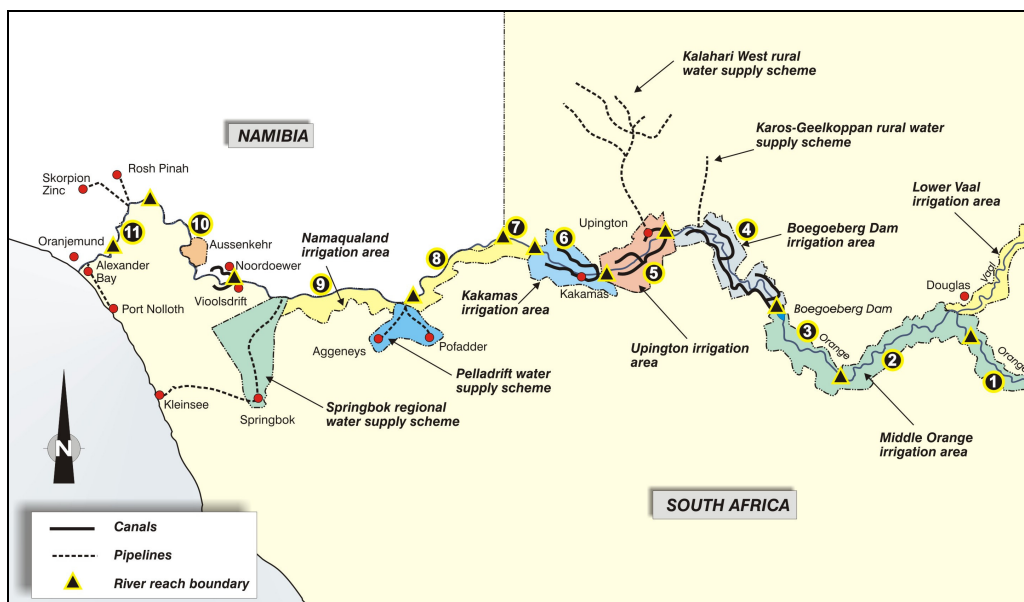 Kalahari West rural
water supply scheme
NAMIBIA
Karos-Geelkoppan rural water
supply scheme
Rosh Pinah
Skorpion
Zinc
Lower Vaal
irrigation area
11
10
Oranjemund
Aussenkehr
Namaqualand
irrigation area
7
6
Upington
4
Boegoeberg Dam
irrigation area
Vaal
Alexander
Bay
Noordoewer
8
5
9
Kakamas
Douglas
Vioolsdrift
Kakamas
irrigation area
Boegoeberg Dam
Port Nolloth
3
Orange
2
Orange
1
Aggeneys
Pofadder
Upington irrigation
area
Pelladrift water
supply scheme
Kleinsee
Springbok
Springbok regional
water supply scheme
Middle Orange
irrigation area
N
SOUTH AFRICA
Canals
Pipelines
River reach boundary